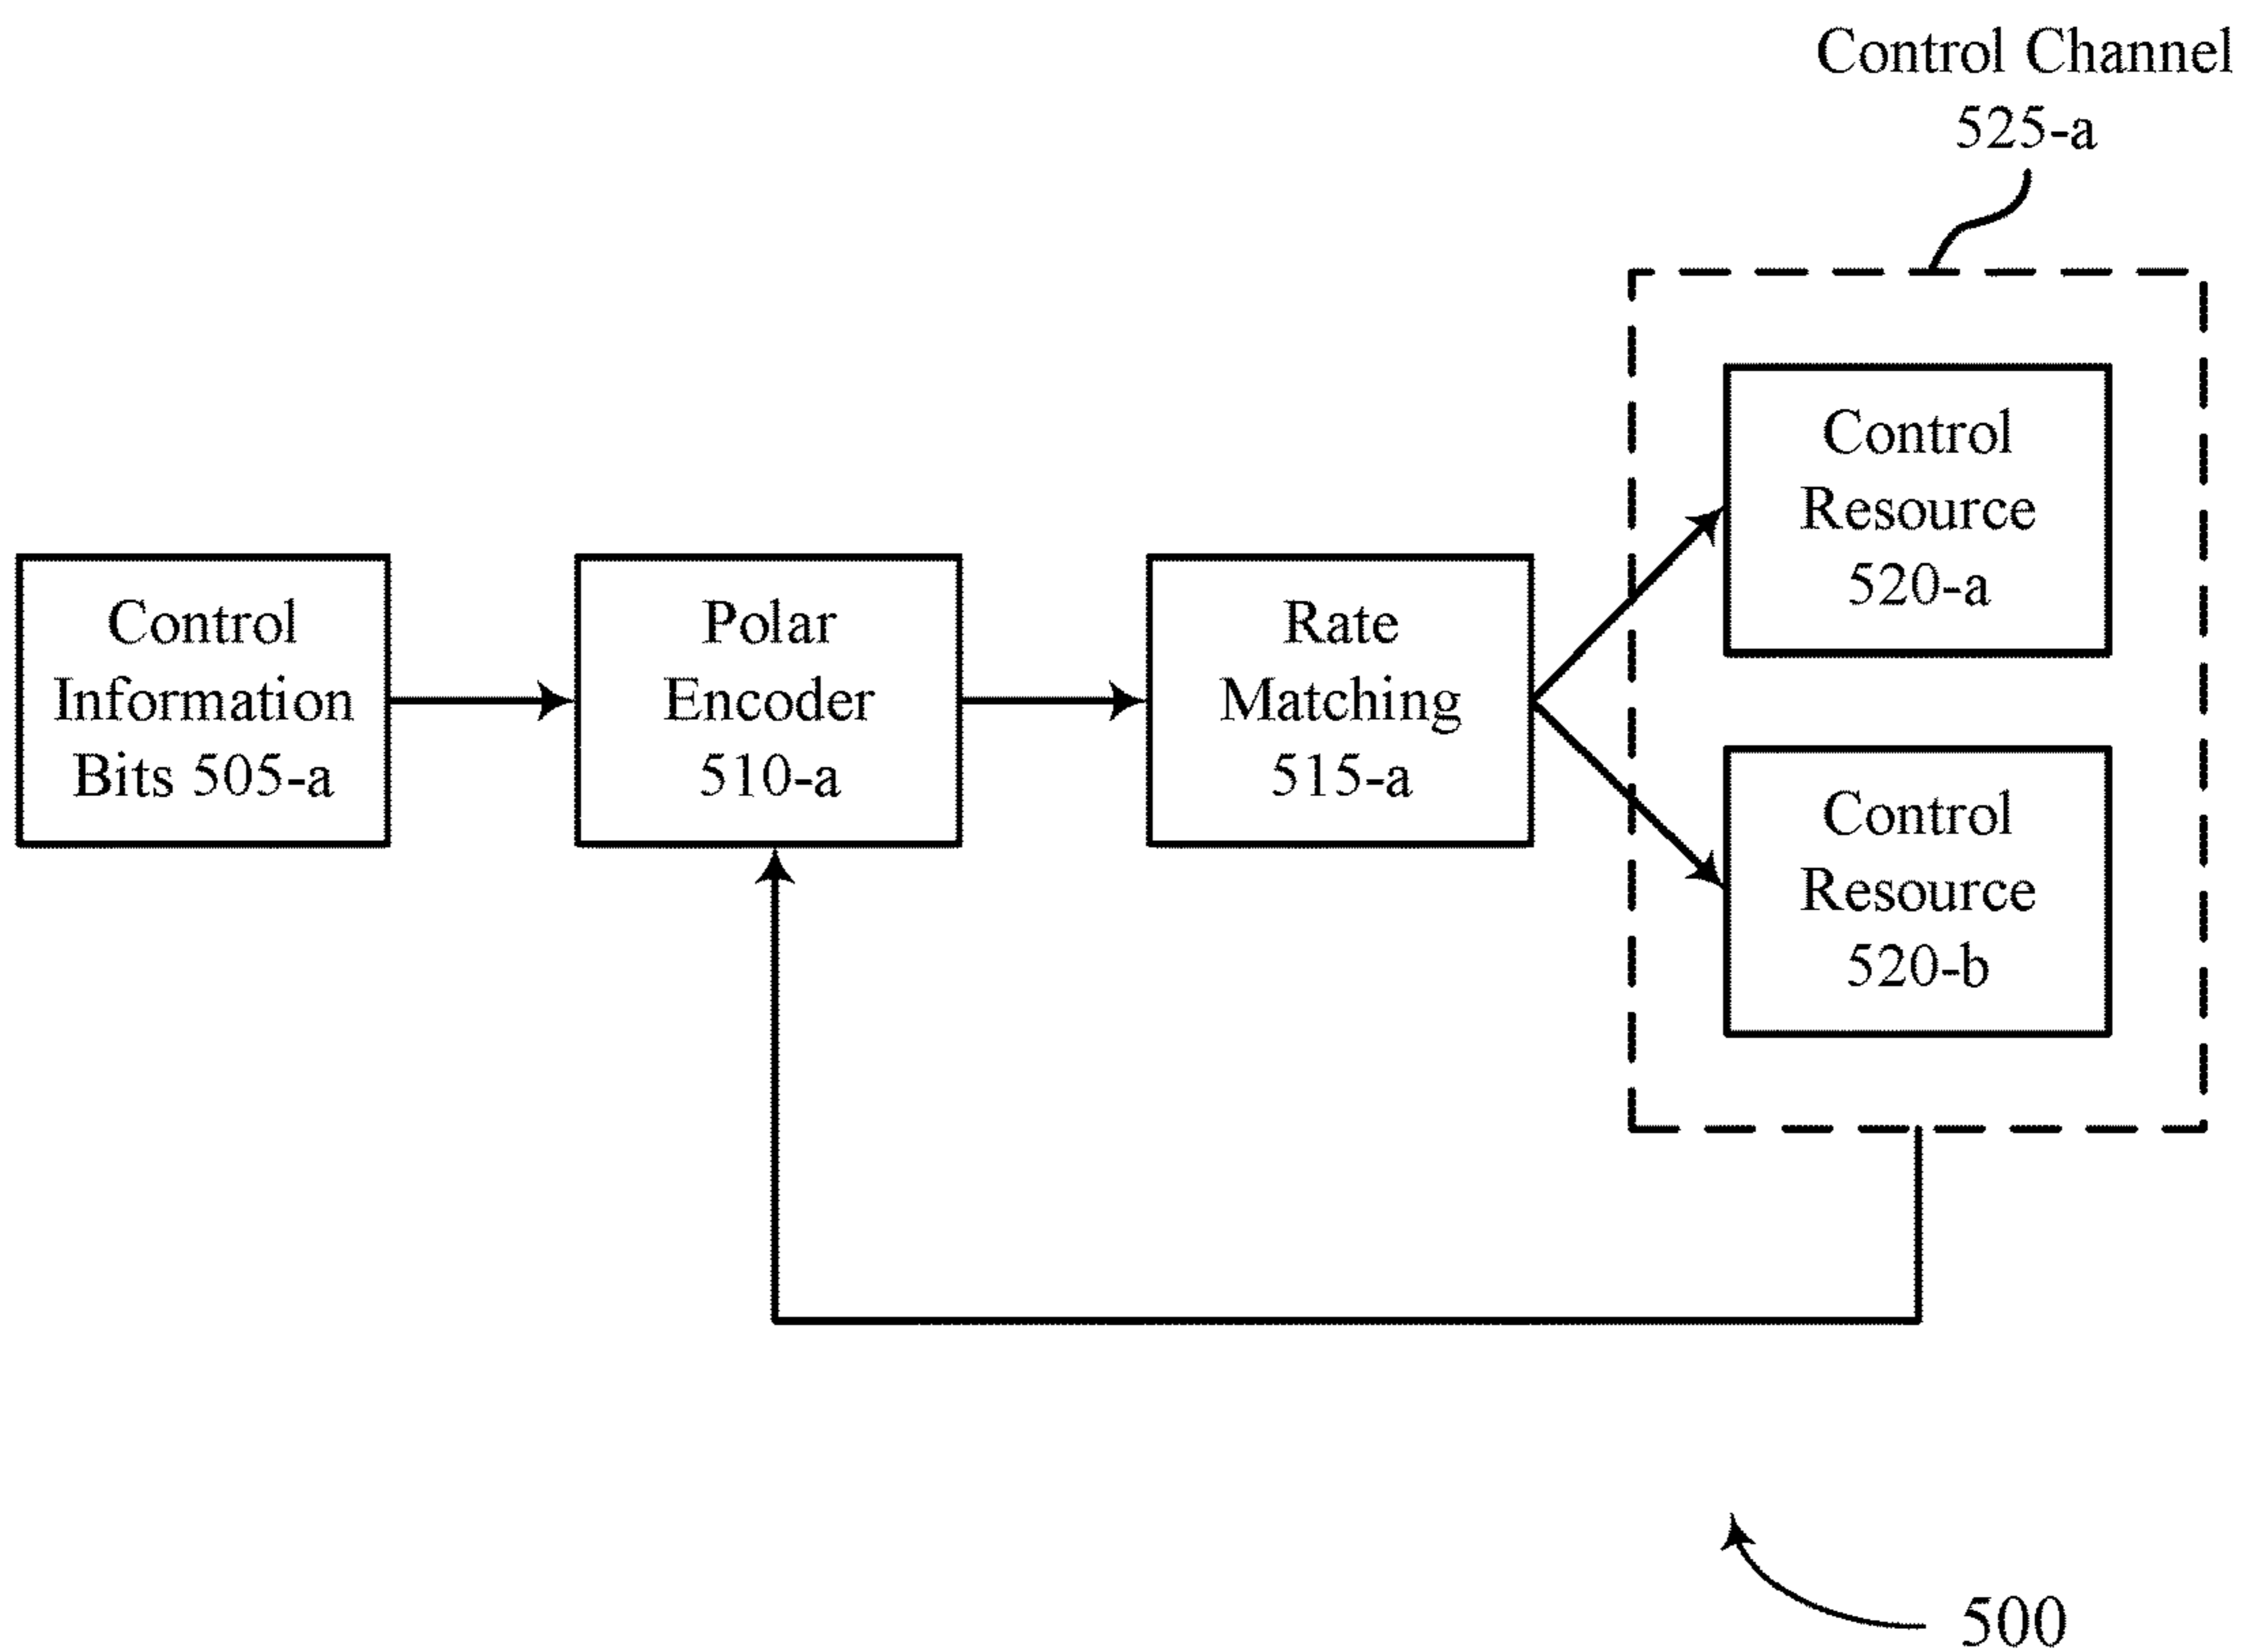 Control Channel
525-a
Control
Information
Bits 505-a
Polar
Encoder
510-a
Rate
Matching
515-a
Control
Resource
520-a
Control
Resource
520-b
500